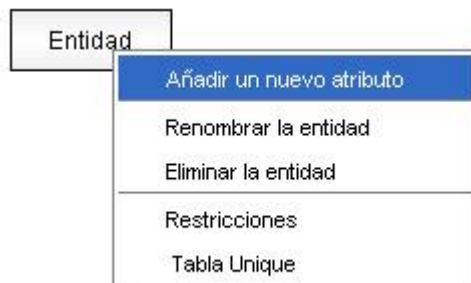 Entidad
Añadir un nuevo atributo
Renombrar la entidad
Eliminar la entidad
Restricciones
Tabla Unique